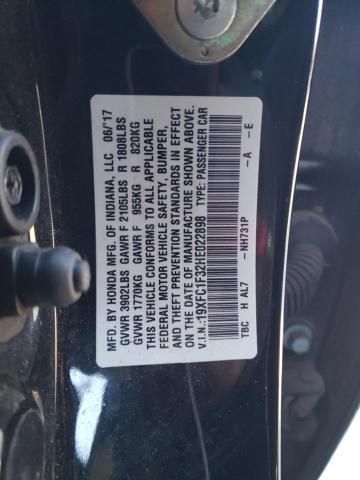 MFD. BY HONDA MFG. OF INDIANA, LLC 06/'17
GVWR 3902LBS GAWR F 2105LBS R 1808LBS
GVWR 1770KG GAWR F 955KG R 820KG
THIS VEHICLE CONFORMS TO ALL APPLICABLE
FEDERAL MOTOR VEHICLE SAFETY, BUMPER,
AND THEFT PREVENTION STANDARDS IN EFFECT
ON THE DATE OF MANUFACTURE SHOWN ABOVE.
V.I.N.:19XFC1F32HE022898 TYPE: PASSENGER CAR
-NH731P -A -E
TBC H AL7